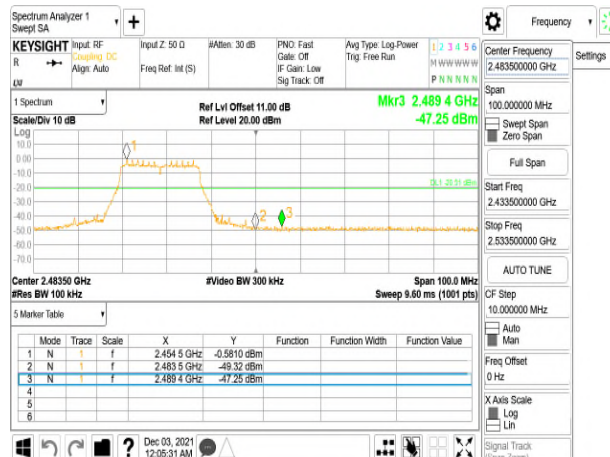 Spectrum Analyzer 1
Swept SA
Frequency
Settings
KEYSIGHT
Input: RF
Coupling: DC
Align: Auto
Input Z: 50 Ω
Freq Ref: Int (S)
#Atten: 30 dB
PNO: Fast
Gate: Off
IF Gain: Low
Sig Track: Off
Avg Type: Log-Power
Trig: Free Run
1 2 3 4 5 6
M W W W W W
P N N N N N
R
1 Spectrum
Scale/Div 10 dB
Ref Lvl Offset 11.00 dB
Ref Level 20.00 dBm
Mkr3 2.489 4 GHz
-47.25 dBm
Log
10.0
0.00
-10.0
-20.0
-30.0
-40.0
-50.0
-60.0
-70.0
1
2
3
DL1 -20.51 dBm
Center 2.48350 GHz
#Res BW 100 kHz
#Video BW 300 kHz
Span 100.0 MHz
Sweep 9.60 ms (1001 pts)
5 Marker Table
Mode Trace Scale X Y Function Function Width Function Value
1 N 1 f 2.454 5 GHz -0.5810 dBm
2 N 1 f 2.483 5 GHz -49.32 dBm
3 N 1 f 2.489 4 GHz -47.25 dBm
4
5
6
Dec 03, 2021
12:05:31 AM
Center Frequency
2.483500000 GHz
Span
100.000000 MHz
Swept Span
Zero Span
Full Span
Start Freq
2.433500000 GHz
Stop Freq
2.533500000 GHz
AUTO TUNE
CF Step
10.000000 MHz
Auto
Man
Freq Offset
0 Hz
X Axis Scale
Log
Lin
Signal Track